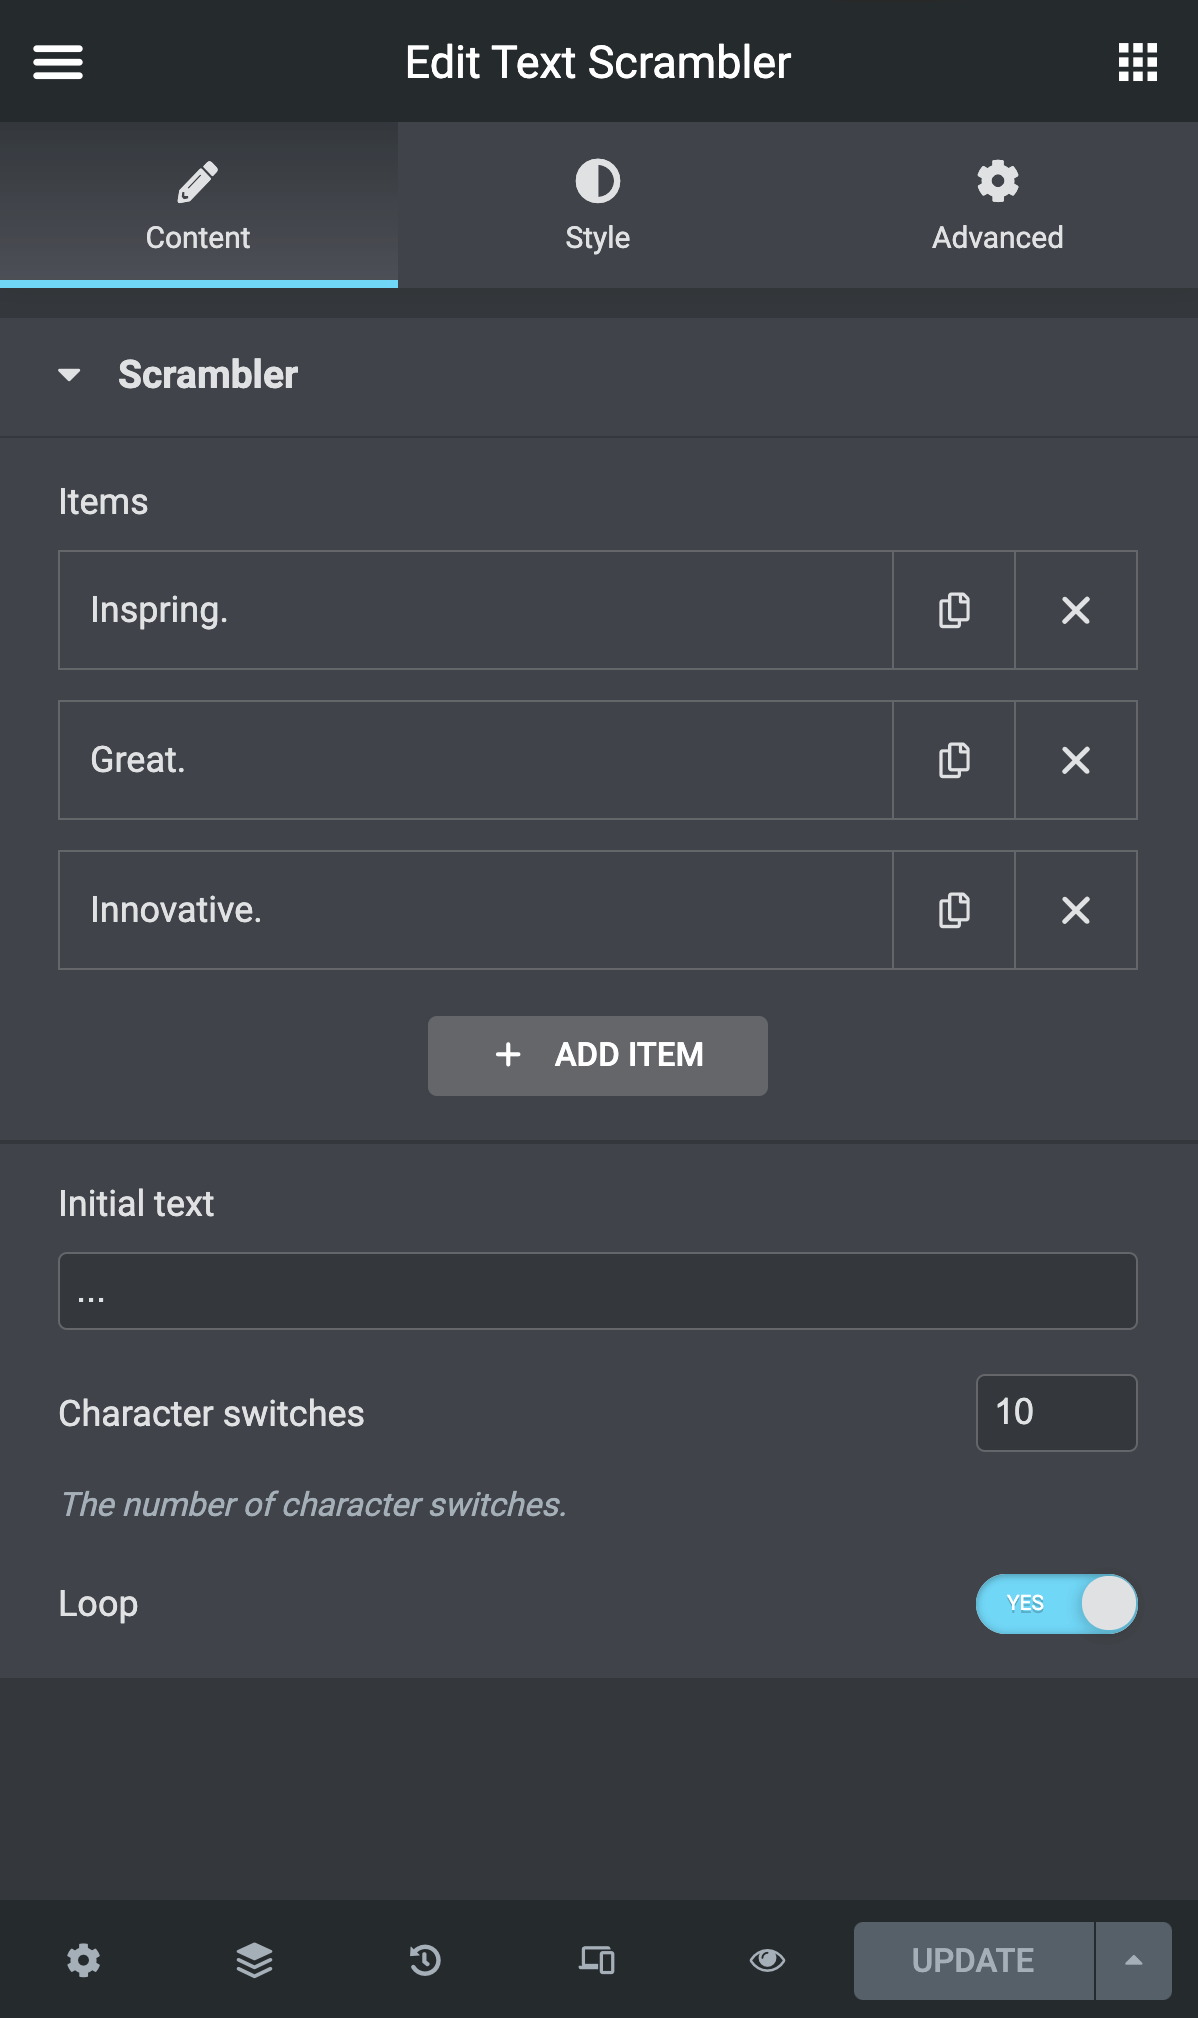 Edit Text Scrambler
Content
Style
Advanced
Scrambler
Items
Inspring.
Great.
Innovative.
+ ADD ITEM
Initial text
...
Character switches
10
The number of character switches.
Loop
YES
UPDATE